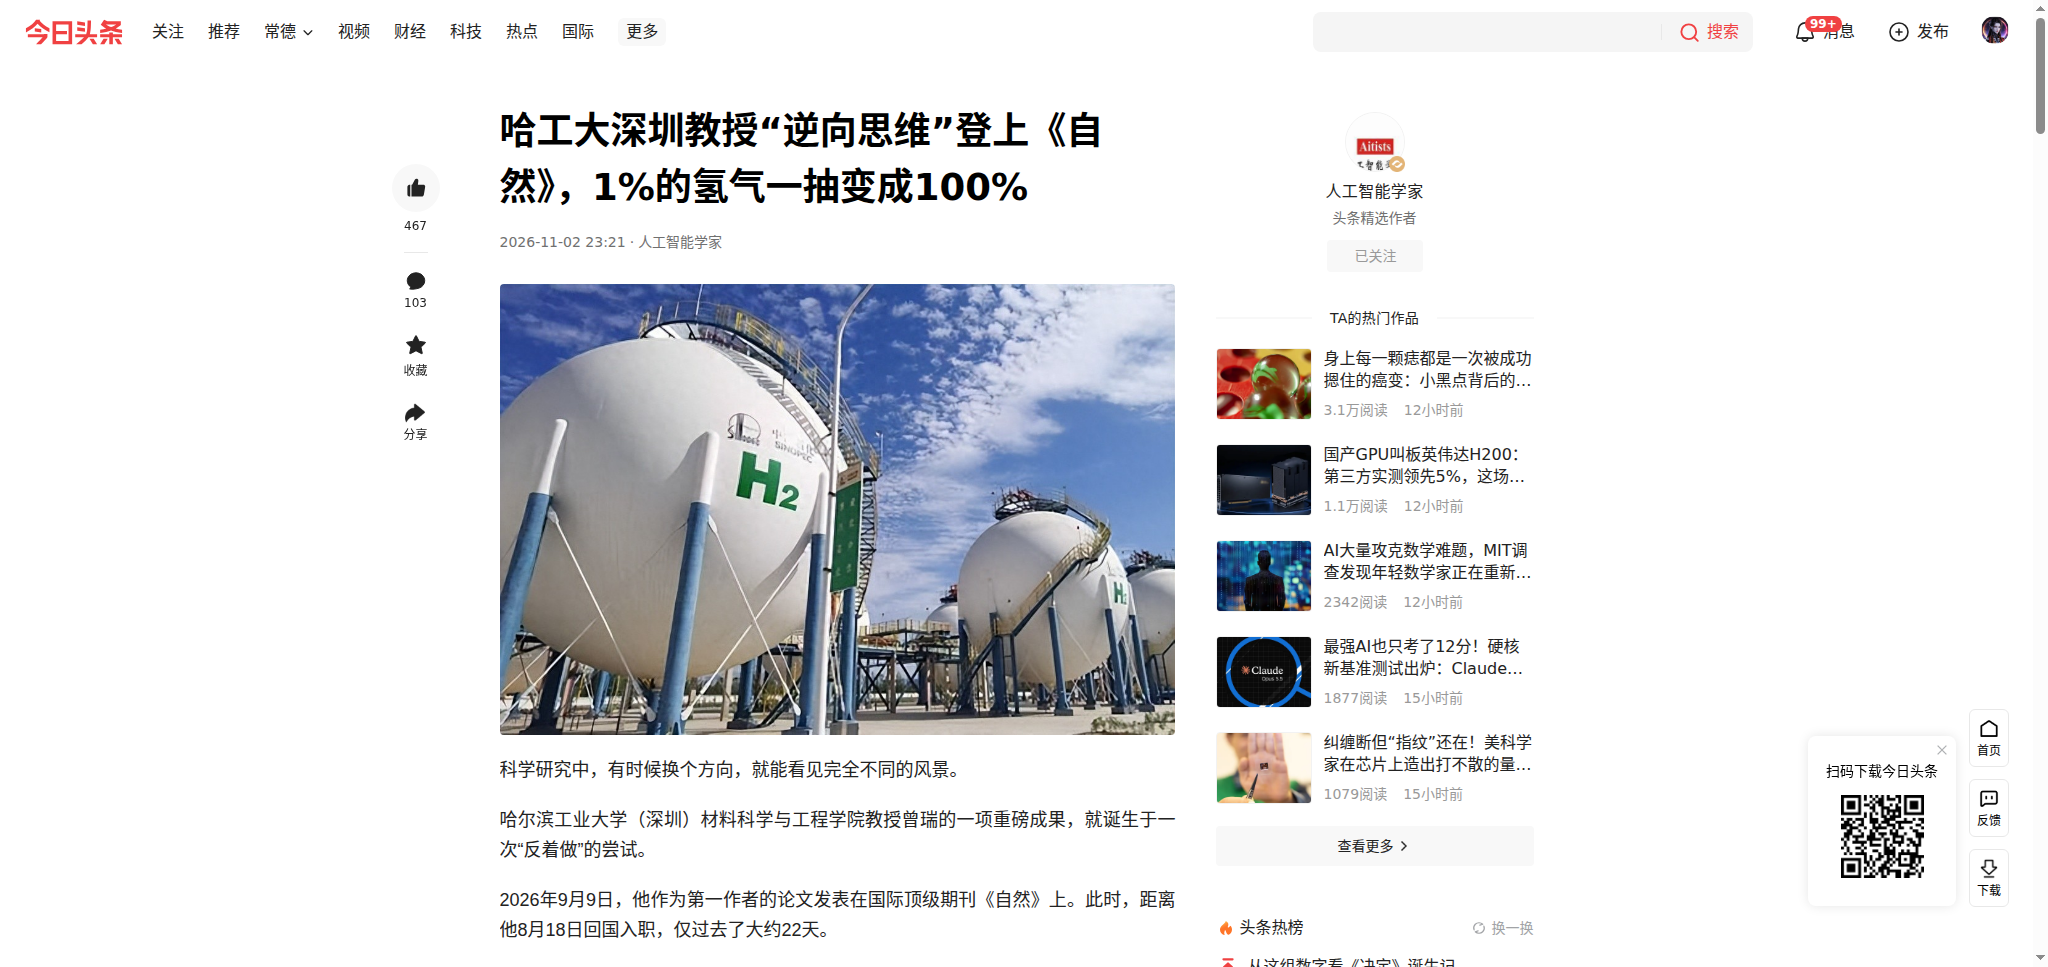 今日头条
关注
推荐
常德
视频
财经
科技
热点
国际
更多
搜索
99+
消息
发布
哈工大深圳教授“逆向思维”登上《自
然》，1%的氢气一抽变成100%
2026-11-02 23:21 · 人工智能学家
467
103
收藏
分享
SINOPEC
H2
H2
科学研究中，有时候换个方向，就能看见完全不同的风景。
哈尔滨工业大学（深圳）材料科学与工程学院教授曾瑞的一项重磅成果，就诞生于一
次“反着做”的尝试。
2026年9月9日，他作为第一作者的论文发表在国际顶级期刊《自然》上。此时，距离
他8月18日回国入职，仅过去了大约22天。
Aitists
人工智能学家
头条精选作者
已关注
TA的热门作品
身上每一颗痣都是一次被成功
摁住的癌变：小黑点背后的...
3.1万阅读 12小时前
国产GPU叫板英伟达H200：
第三方实测领先5%，这场...
1.1万阅读 12小时前
AI大量攻克数学难题，MIT调
查发现年轻数学家正在重新...
2342阅读 12小时前
最强AI也只考了12分！硬核
新基准测试出炉：Claude...
1877阅读 15小时前
Claude
Opus 5.5
纠缠断但“指纹”还在！美科学
家在芯片上造出打不散的量...
1079阅读 15小时前
查看更多
头条热榜
换一换
从这组数字看《决定》诞生记
扫码下载今日头条
首页
反馈
下载